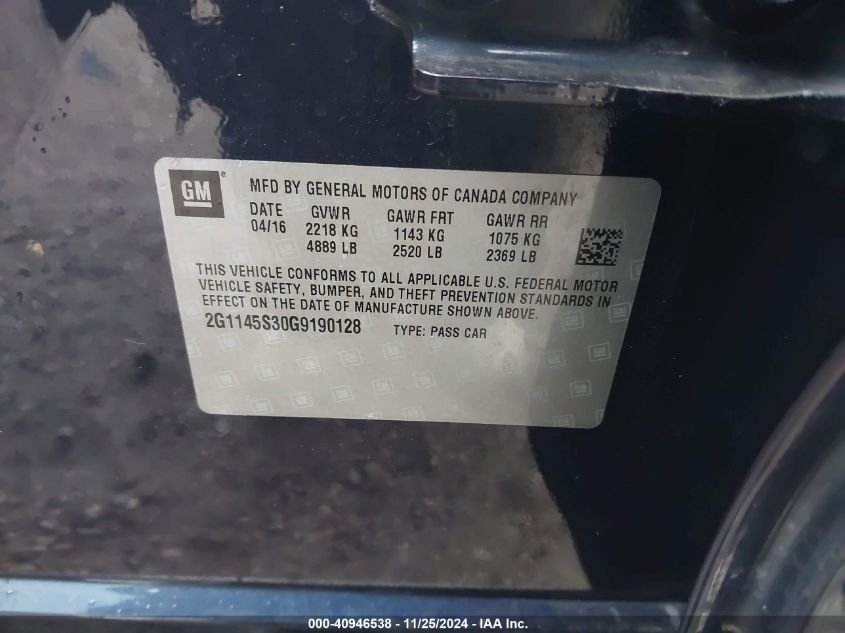 GM ®
MFD BY GENERAL MOTORS OF CANADA COMPANY
DATE GVWR GAWR FRT GAWR RR
04/16 2218 KG 1143 KG 1075 KG
4889 LB 2520 LB 2369 LB
THIS VEHICLE CONFORMS TO ALL APPLICABLE U.S. FEDERAL MOTOR
VEHICLE SAFETY, BUMPER, AND THEFT PREVENTION STANDARDS IN
EFFECT ON THE DATE OF MANUFACTURE SHOWN ABOVE.
2G1145S30G9190128 TYPE: PASS CAR
000-40946538 - 11/25/2024 - IAA Inc.